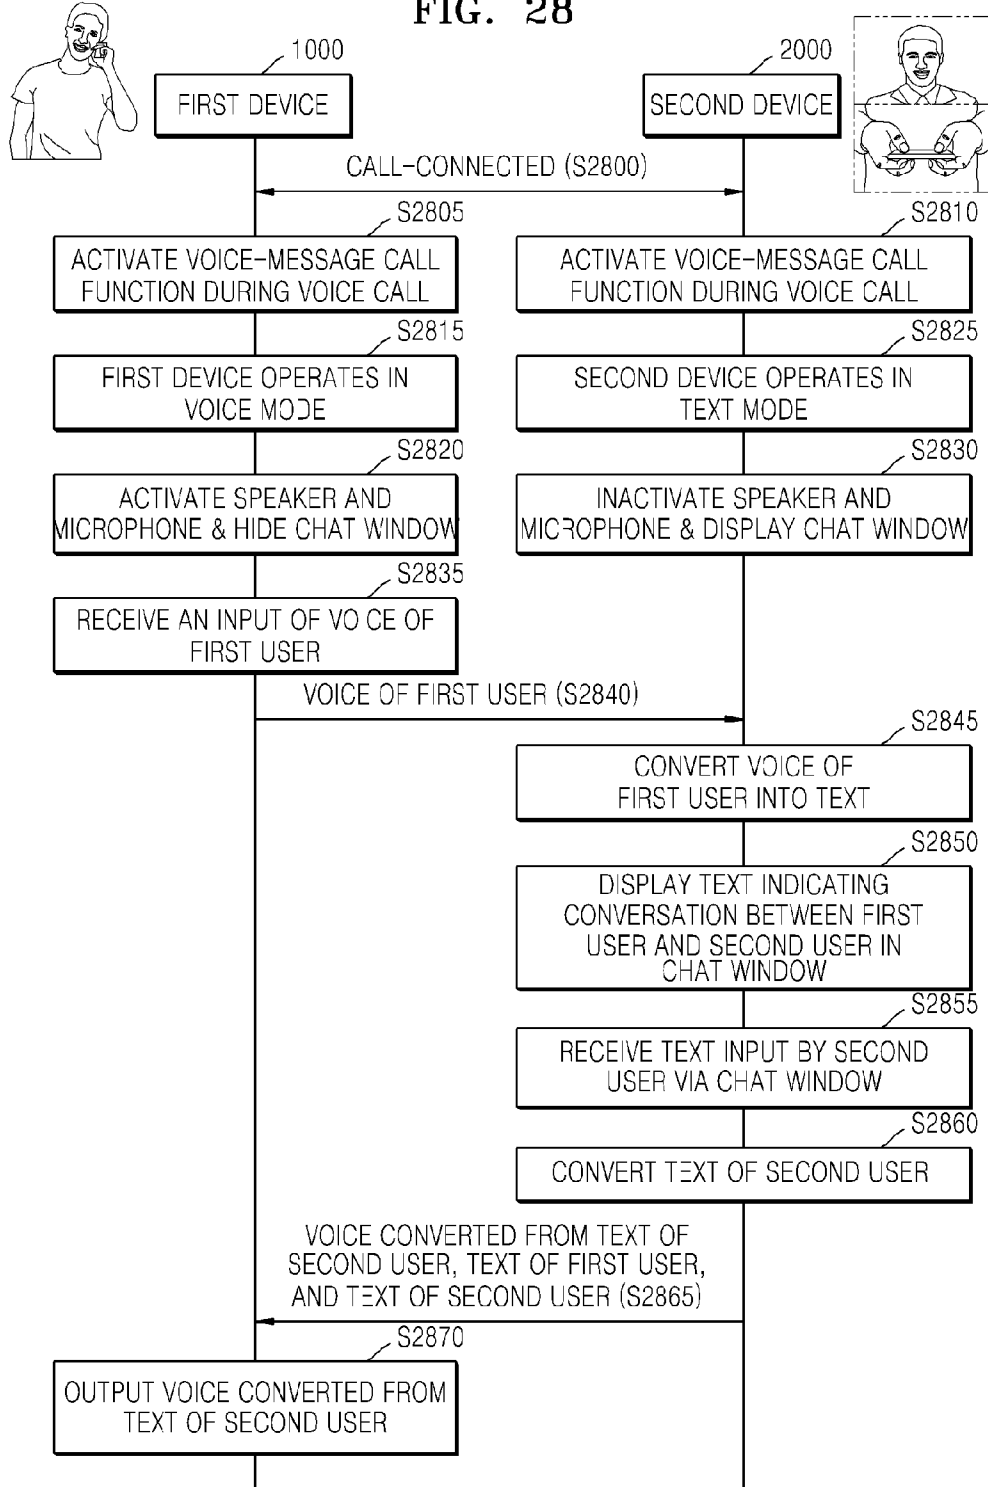 FIG. 28
1000
2000
FIRST DEVICE
SECOND DEVICE
CALL-CONNECTED (S2800)
S2805
ACTIVATE VOICE-MESSAGE CALL
FUNCTION DURING VOICE CALL
S2810
ACTIVATE VOICE-MESSAGE CALL
FUNCTION DURING VOICE CALL
S2815
FIRST DEVICE OPERATES IN
VOICE MODE
S2825
SECOND DEVICE OPERATES IN
TEXT MODE
S2820
ACTIVATE SPEAKER AND
MICROPHONE & HIDE CHAT WINDOW
S2830
INACTIVATE SPEAKER AND
MICROPHONE & DISPLAY CHAT WINDOW
S2835
RECEIVE AN INPUT OF VOICE OF
FIRST USER
VOICE OF FIRST USER (S2840)
S2845
CONVERT VOICE OF
FIRST USER INTO TEXT
S2850
DISPLAY TEXT INDICATING
CONVERSATION BETWEEN FIRST
USER AND SECOND USER IN
CHAT WINDOW
S2855
RECEIVE TEXT INPUT BY SECOND
USER VIA CHAT WINDOW
S2860
CONVERT TEXT OF SECOND USER
VOICE CONVERTED FROM TEXT OF
SECOND USER, TEXT OF FIRST USER,
AND TEXT OF SECOND USER (S2865)
S2870
OUTPUT VOICE CONVERTED FROM
TEXT OF SECOND USER